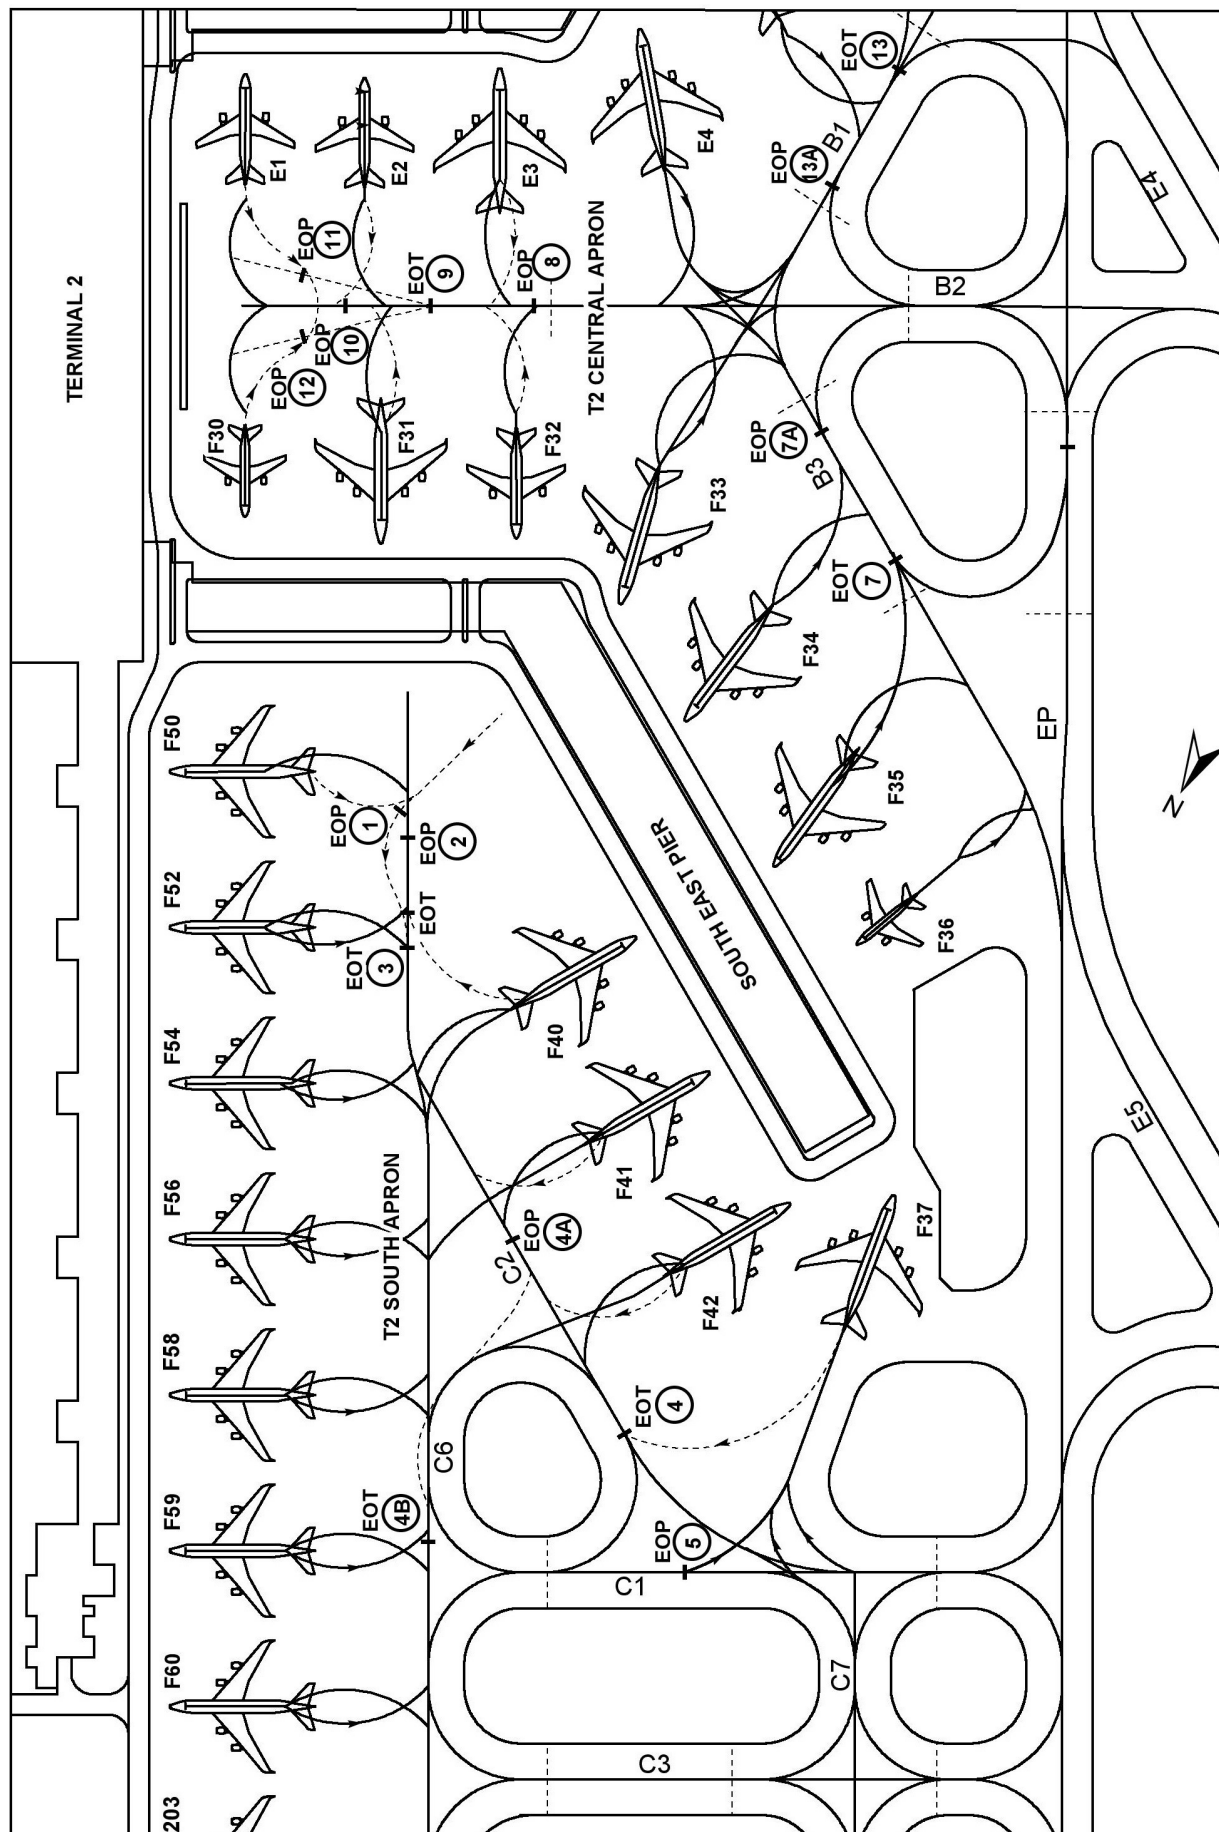 TERMINAL 2
E1
E2
E3
E4
EOT
13
B1
EOP
13A
E4
EOP
11
EOT
9
EOP
8
B2
EOP
10
EOP
12
T2 CENTRAL APRON
F30
F31
F32
F33
EOP
7A
B3
EOT
7
F34
F35
F36
EP
N
F50
EOP
1
EOP
2
F52
EOT
EOT
3
SOUTH EAST PIER
F54
F40
F41
F56
T2 SOUTH APRON
EOP
4A
C2
F42
F37
E5
F58
EOT
4
C6
F59
EOT
4B
EOP
5
C1
F60
C7
C3
203